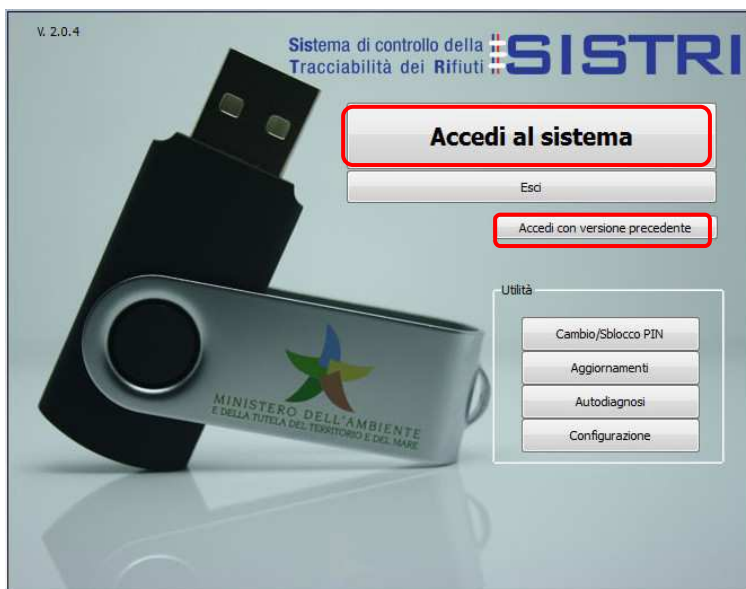 V. 2.0.4
Sistema di controllo della
Tracciabilità dei Rifiuti
SISTRI
Accedi al sistema
Esci
Accedi con versione precedente
Utilità
Cambio/Sblocco PIN
Aggiornamenti
Autodiagnosi
Configurazione
MINISTERO DELL'AMBIENTE
E DELLA TUTELA DEL TERRITORIO E DEL MARE